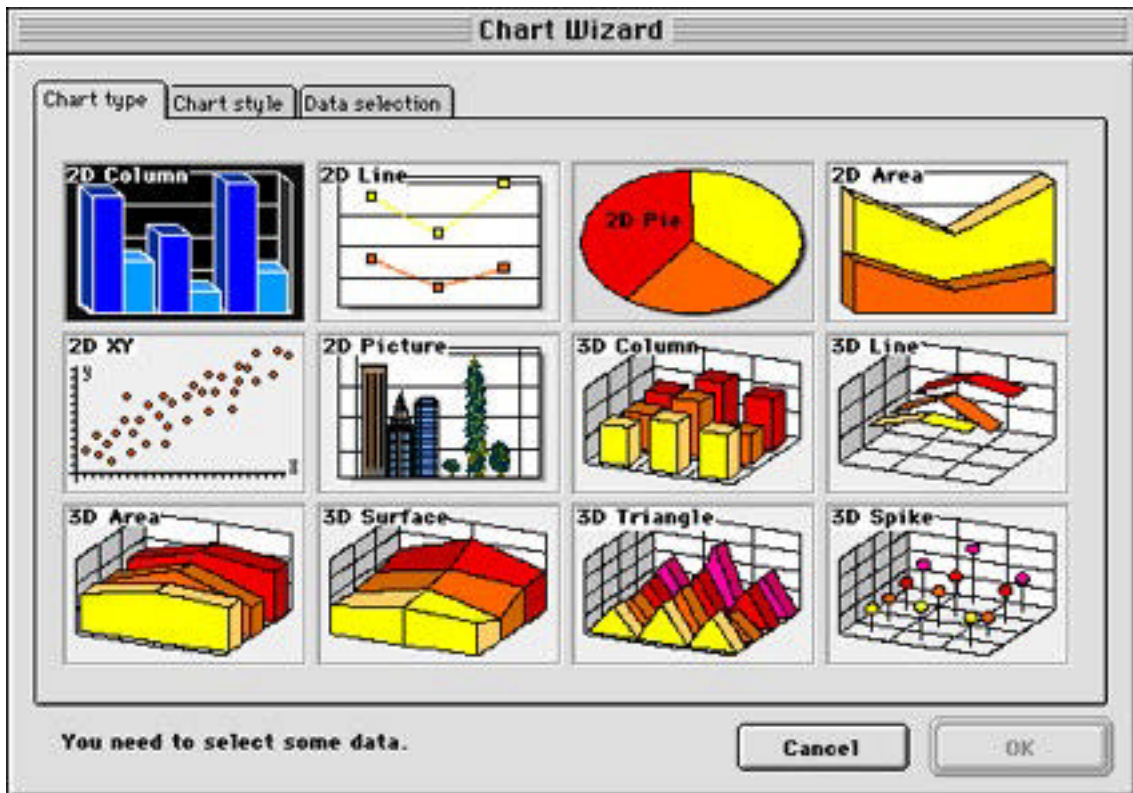 Chart Wizard
Chart type
Chart style
Data selection
2D Column
2D Line
2D Pie
2D Area
2D XY
y
x
2D Picture
3D Column
3D Line
3D Area
3D Surface
3D Triangle
3D Spike
You need to select some data.
Cancel
OK